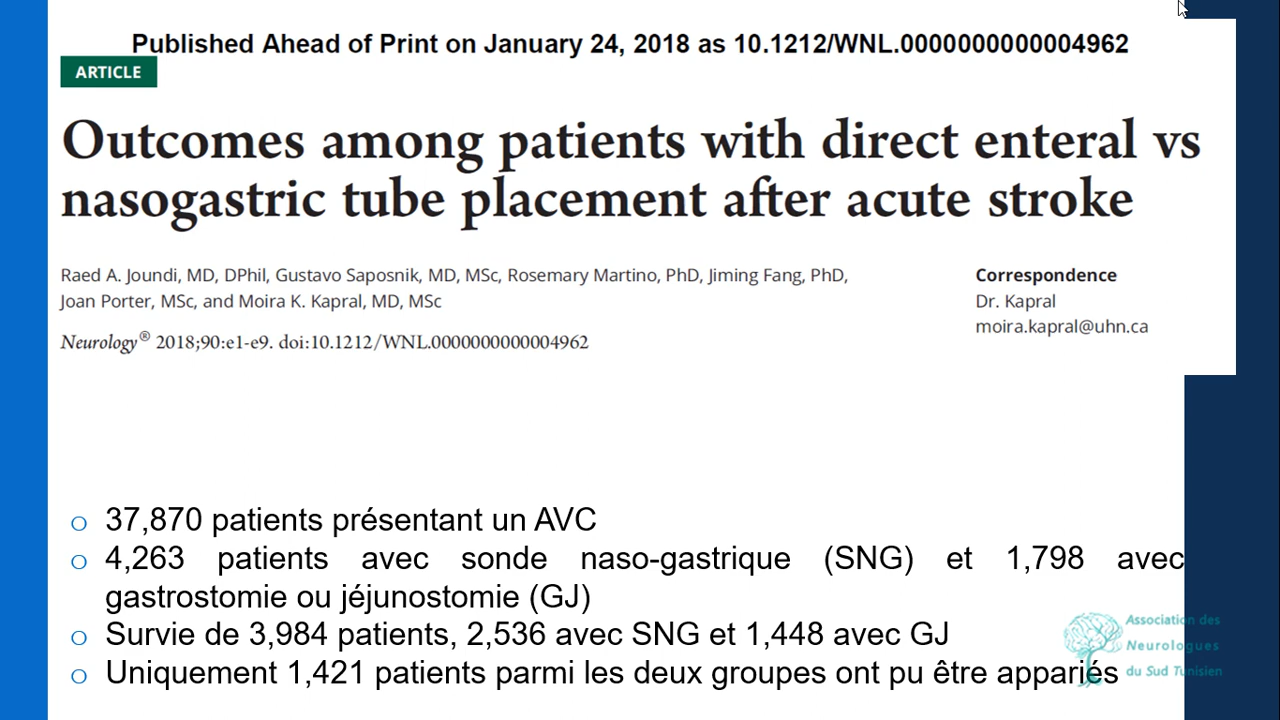 Published Ahead of Print on January 24, 2018 as 10.1212/WNL.0000000000004962
ARTICLE
Outcomes among patients with direct enteral vs
nasogastric tube placement after acute stroke
Raed A. Joundi, MD, DPhil, Gustavo Saposnik, MD, MSc, Rosemary Martino, PhD, Jiming Fang, PhD,
Joan Porter, MSc, and Moira K. Kapral, MD, MSc
Neurology® 2018;90:e1-e9. doi:10.1212/WNL.0000000000004962
Correspondence
Dr. Kapral
moira.kapral@uhn.ca
o 37,870 patients présentant un AVC
o 4,263 patients avec sonde naso-gastrique (SNG) et 1,798 avec
gastrostomie ou jéjunostomie (GJ)
o Survie de 3,984 patients, 2,536 avec SNG et 1,448 avec GJ
o Uniquement 1,421 patients parmi les deux groupes ont pu être appariés
Association des
Neurologues
du Sud Tunisien